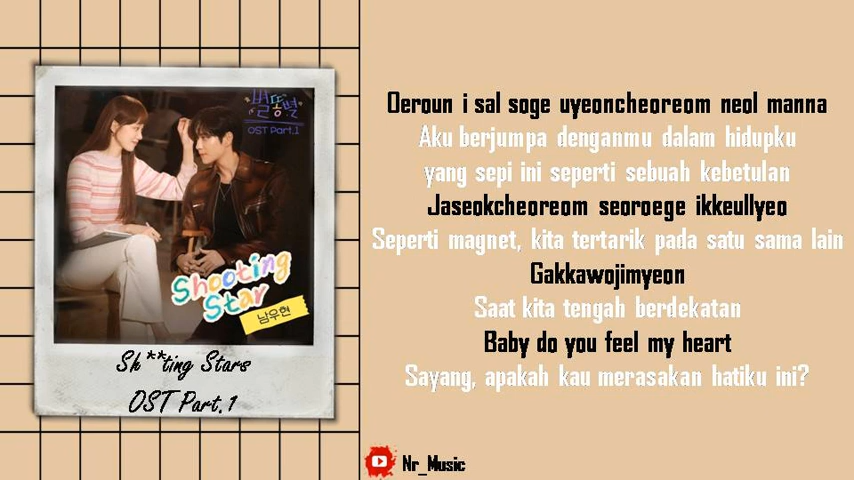 별똥별
OST Part.1
Shooting
Star
남우현
Sh**ting Stars
OST Part.1
Oeroun i sal soge uyeoncheoreom neol manna
Aku berjumpa denganmu dalam hidupku
yang sepi ini seperti sebuah kebetulan
Jaseokcheoreom seoroege ikkeullyeo
Seperti magnet, kita tertarik pada satu sama lain
Gakkawojimyeon
Saat kita tengah berdekatan
Baby do you feel my heart
Sayang, apakah kau merasakan hatiku ini?
Nr_Music